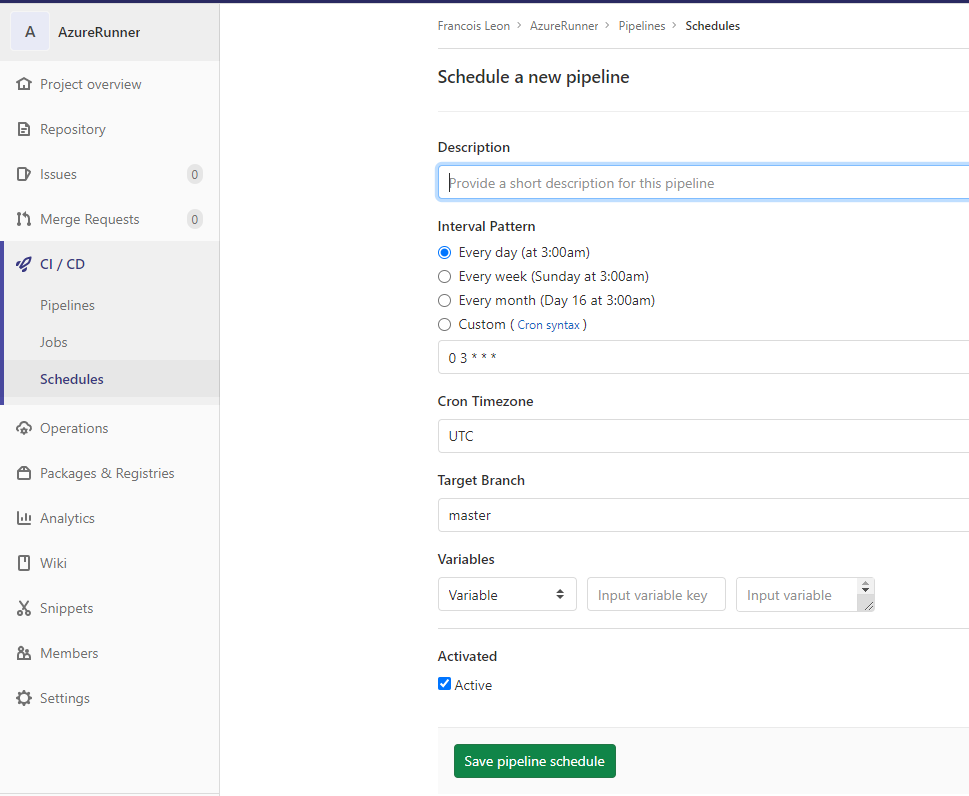 A AzureRunner
Project overview
Repository
Issues 0
Merge Requests 0
CI / CD
Pipelines
Jobs
Schedules
Operations
Packages & Registries
Analytics
Wiki
Snippets
Members
Settings
Francois Leon > AzureRunner > Pipelines > Schedules
Schedule a new pipeline
Description
Provide a short description for this pipeline
Interval Pattern
Every day (at 3:00am)
Every week (Sunday at 3:00am)
Every month (Day 16 at 3:00am)
Custom ( Cron syntax )
0 3 * * *
Cron Timezone
UTC
Target Branch
master
Variables
Variable Input variable key Input variable
Activated
Active
Save pipeline schedule